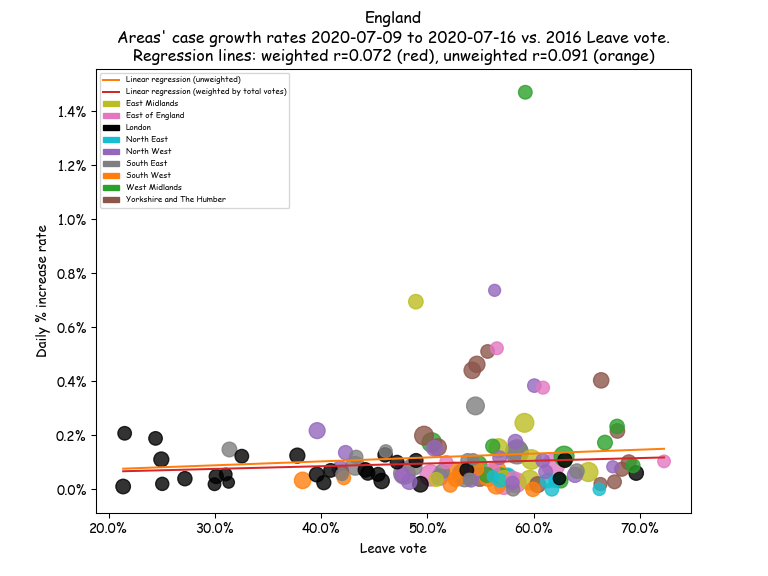 England
Areas' case growth rates 2020-07-09 to 2020-07-16 vs. 2016 Leave vote.
Regression lines: weighted r=0.072 (red), unweighted r=0.091 (orange)
Linear regression (unweighted)
Linear regression (weighted by total votes)
East Midlands
East of England
London
North East
North West
South East
South West
West Midlands
Yorkshire and The Humber
1.4%
1.2%
1.0%
0.8%
0.6%
0.4%
0.2%
0.0%
Daily % increase rate
20.0% 30.0% 40.0% 50.0% 60.0% 70.0%
Leave vote